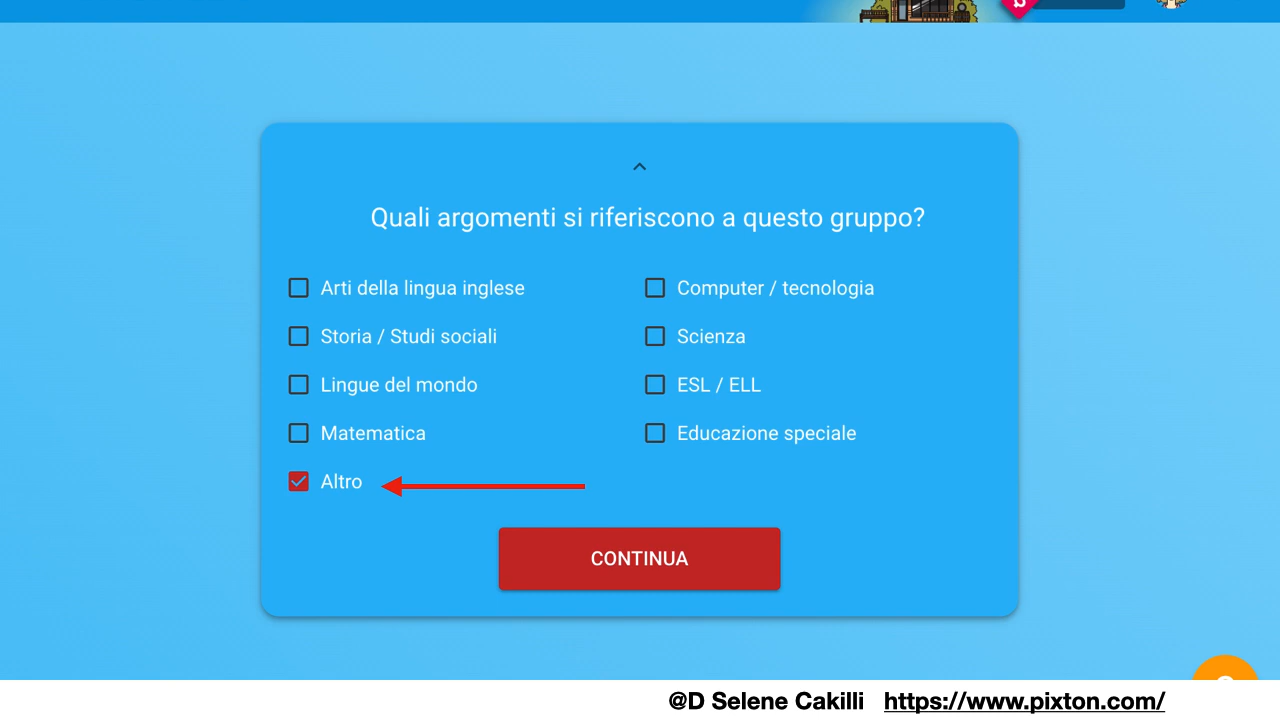 Quali argomenti si riferiscono a questo gruppo?
Arti della lingua inglese
Computer / tecnologia
Storia / Studi sociali
Scienza
Lingue del mondo
ESL / ELL
Matematica
Educazione speciale
Altro
CONTINUA
@D Selene Cakilli https://www.pixton.com/